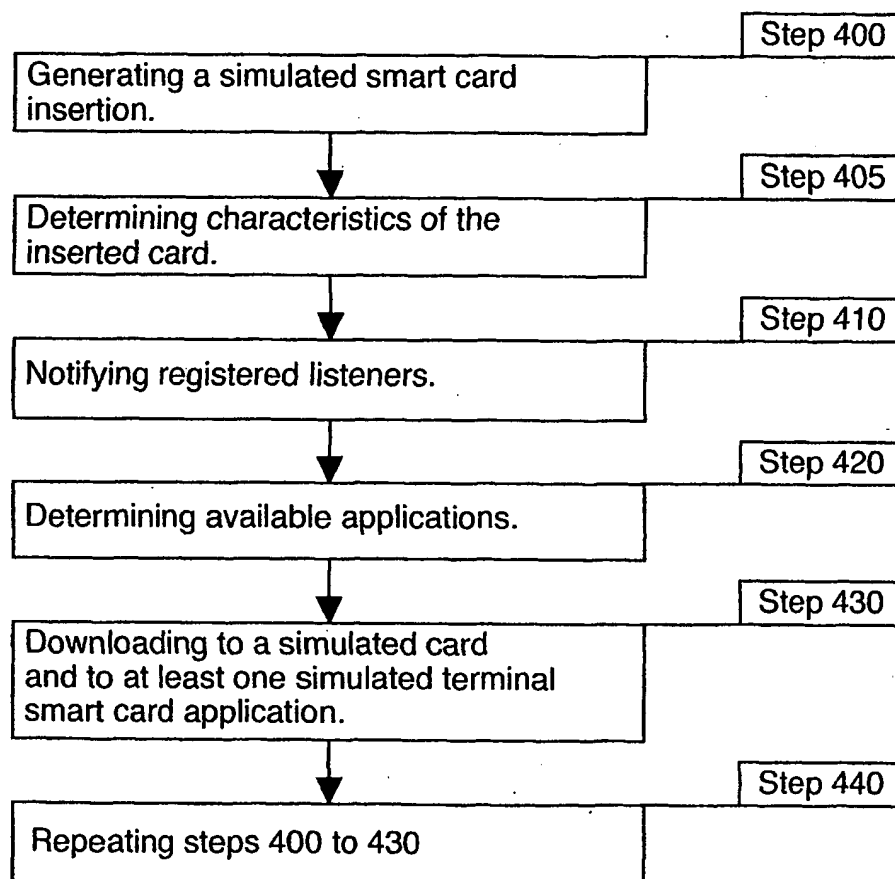 Step 400
Generating a simulated smart card
insertion.
Step 405
Determining characteristics of the
inserted card.
Step 410
Notifying registered listeners.
Step 420
Determining available applications.
Step 430
Downloading to a simulated card
and to at least one simulated terminal
smart card application.
Step 440
Repeating steps 400 to 430